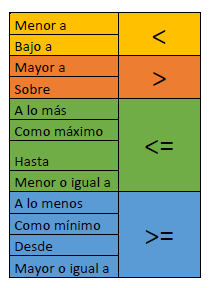 Menor a
Bajo a
<
Mayor a
Sobre
>
A lo más
Como máximo
Hasta
Menor o igual a
<=
A lo menos
Como mínimo
Desde
Mayor o igual a
>=